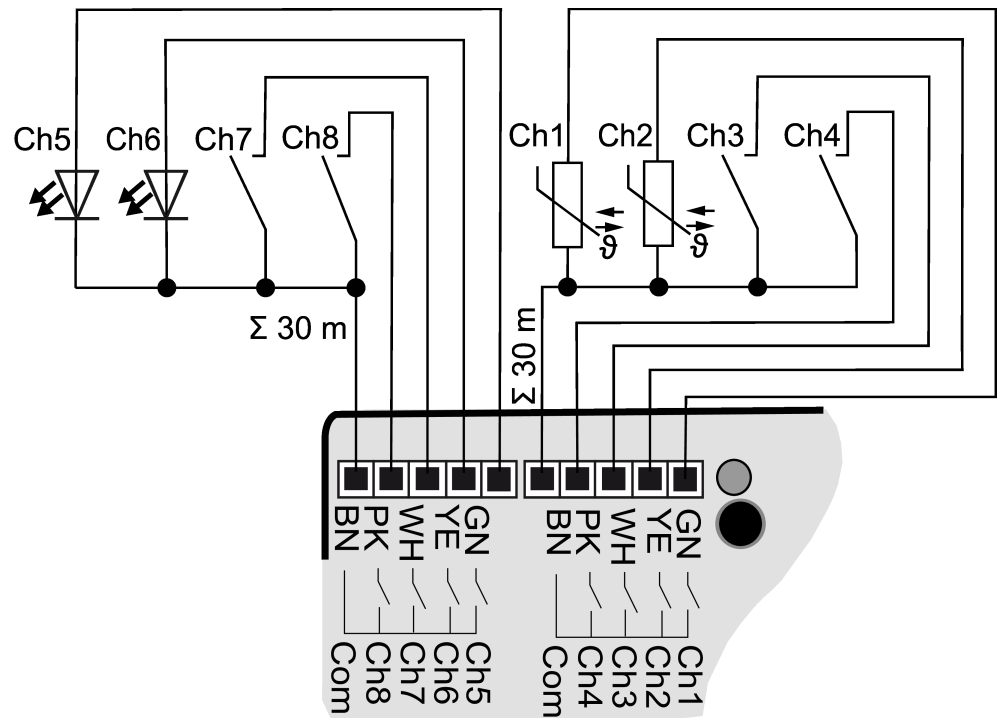 Ch5 Ch6 Ch7 Ch8
Ch1 Ch2 Ch3 Ch4
ϑ ϑ
Σ 30 m
Σ 30 m
BN PK WH YE GN
BN PK WH YE GN
Com Ch8 Ch7 Ch6 Ch5
Com Ch4 Ch3 Ch2 Ch1